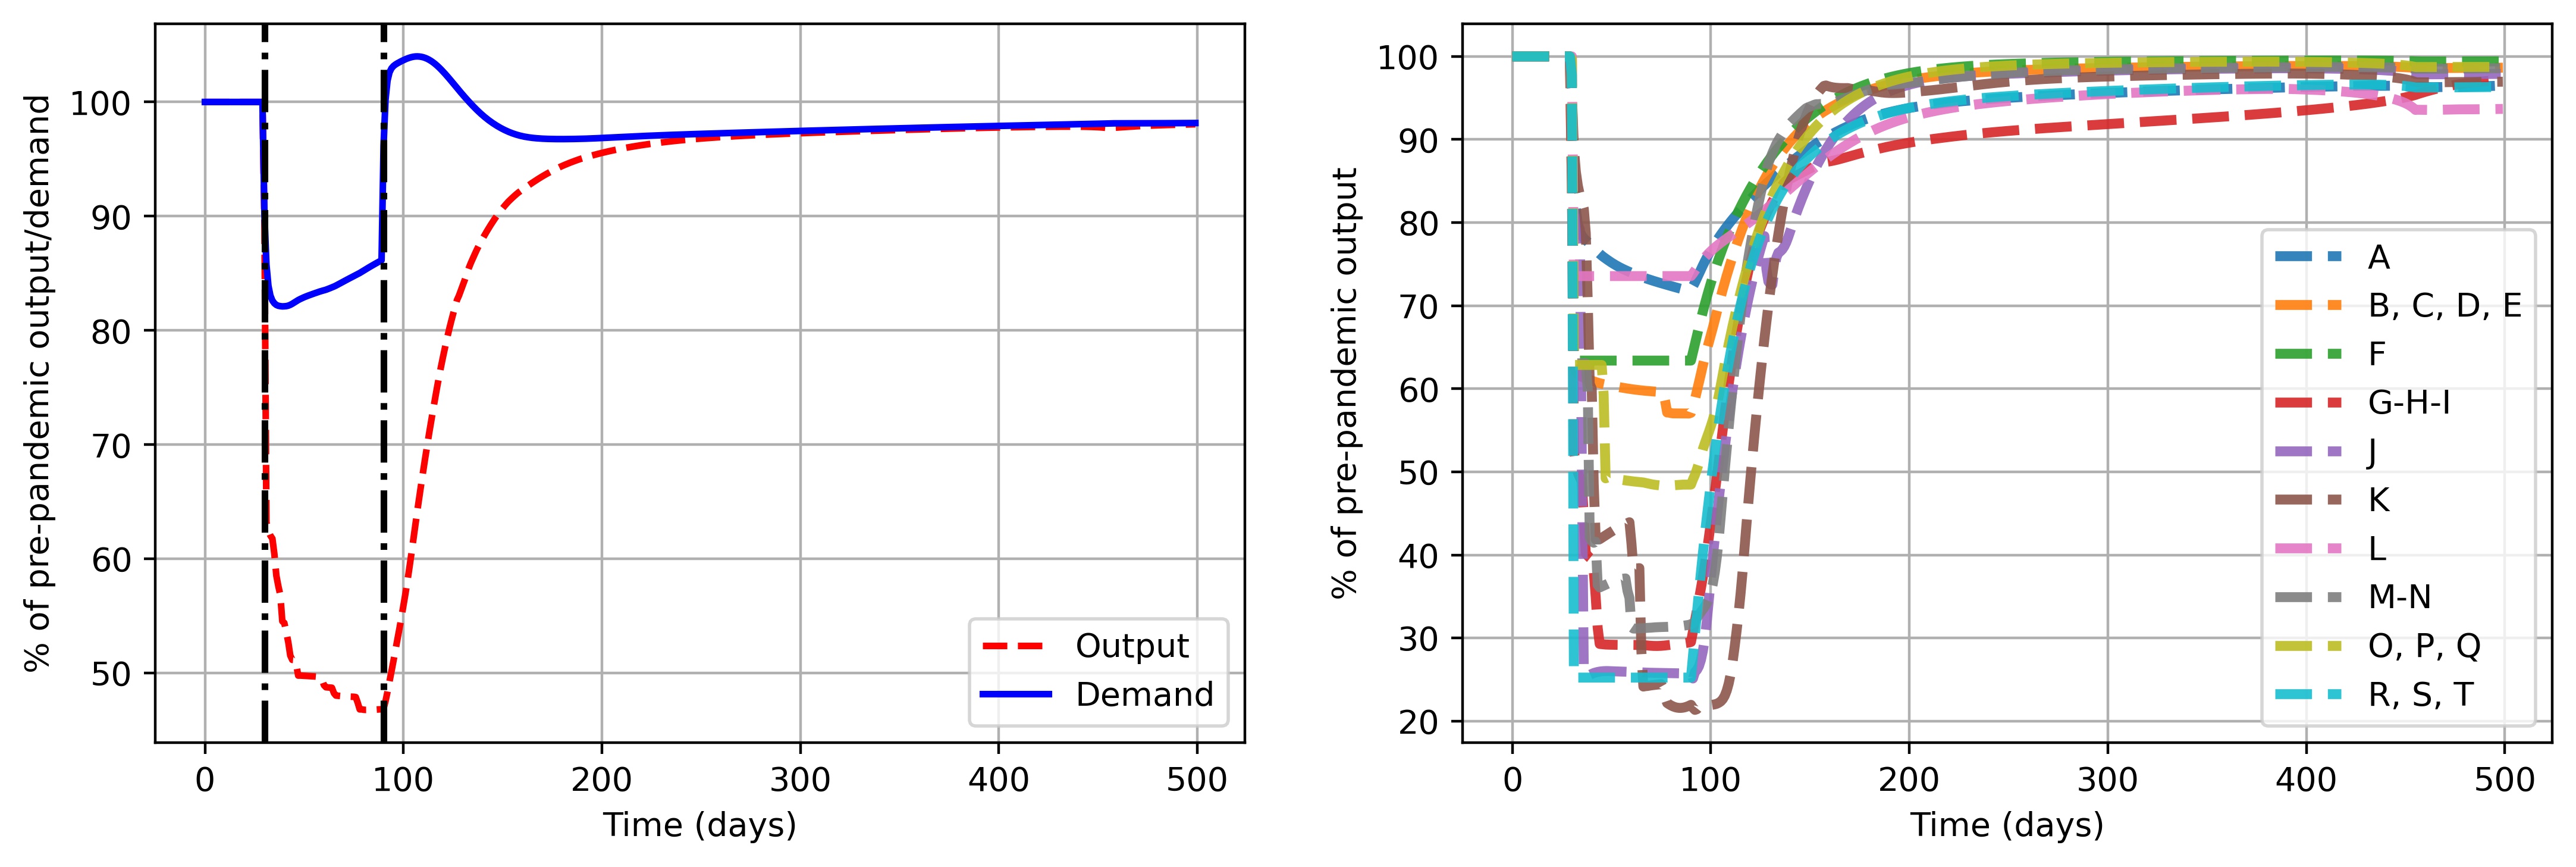 % of pre-pandemic output/demand
100
90
80
70
60
50
0
100
200
300
400
500
Time (days)
Output
Demand
% of pre-pandemic output
100
90
80
70
60
50
40
30
20
0
100
200
300
400
500
Time (days)
A
B, C, D, E
F
G-H-I
J
K
L
M-N
O, P, Q
R, S, T